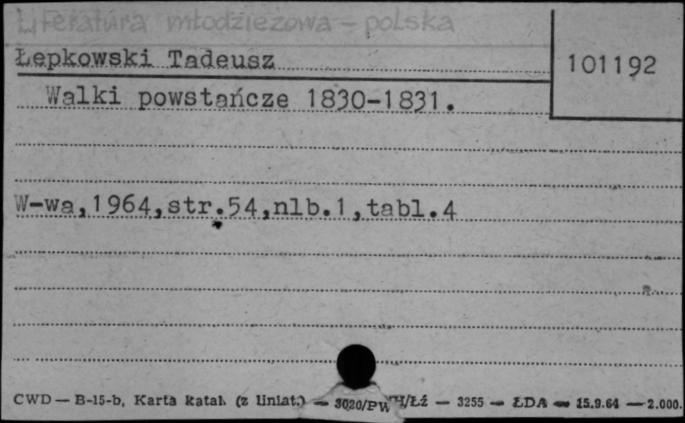 Literatura młodzieżowa – polska
Łepkowski Tadeusz
101192
Walki powstańcze 1830-1831.
W-wa,1964,str.54,nlb.1,tabl.4
CWD — B-15-b, Karta katal. (z liniat.) — 3020/PW /Łź — 3255 — ŁDA — 15.9.64 — 2.000.